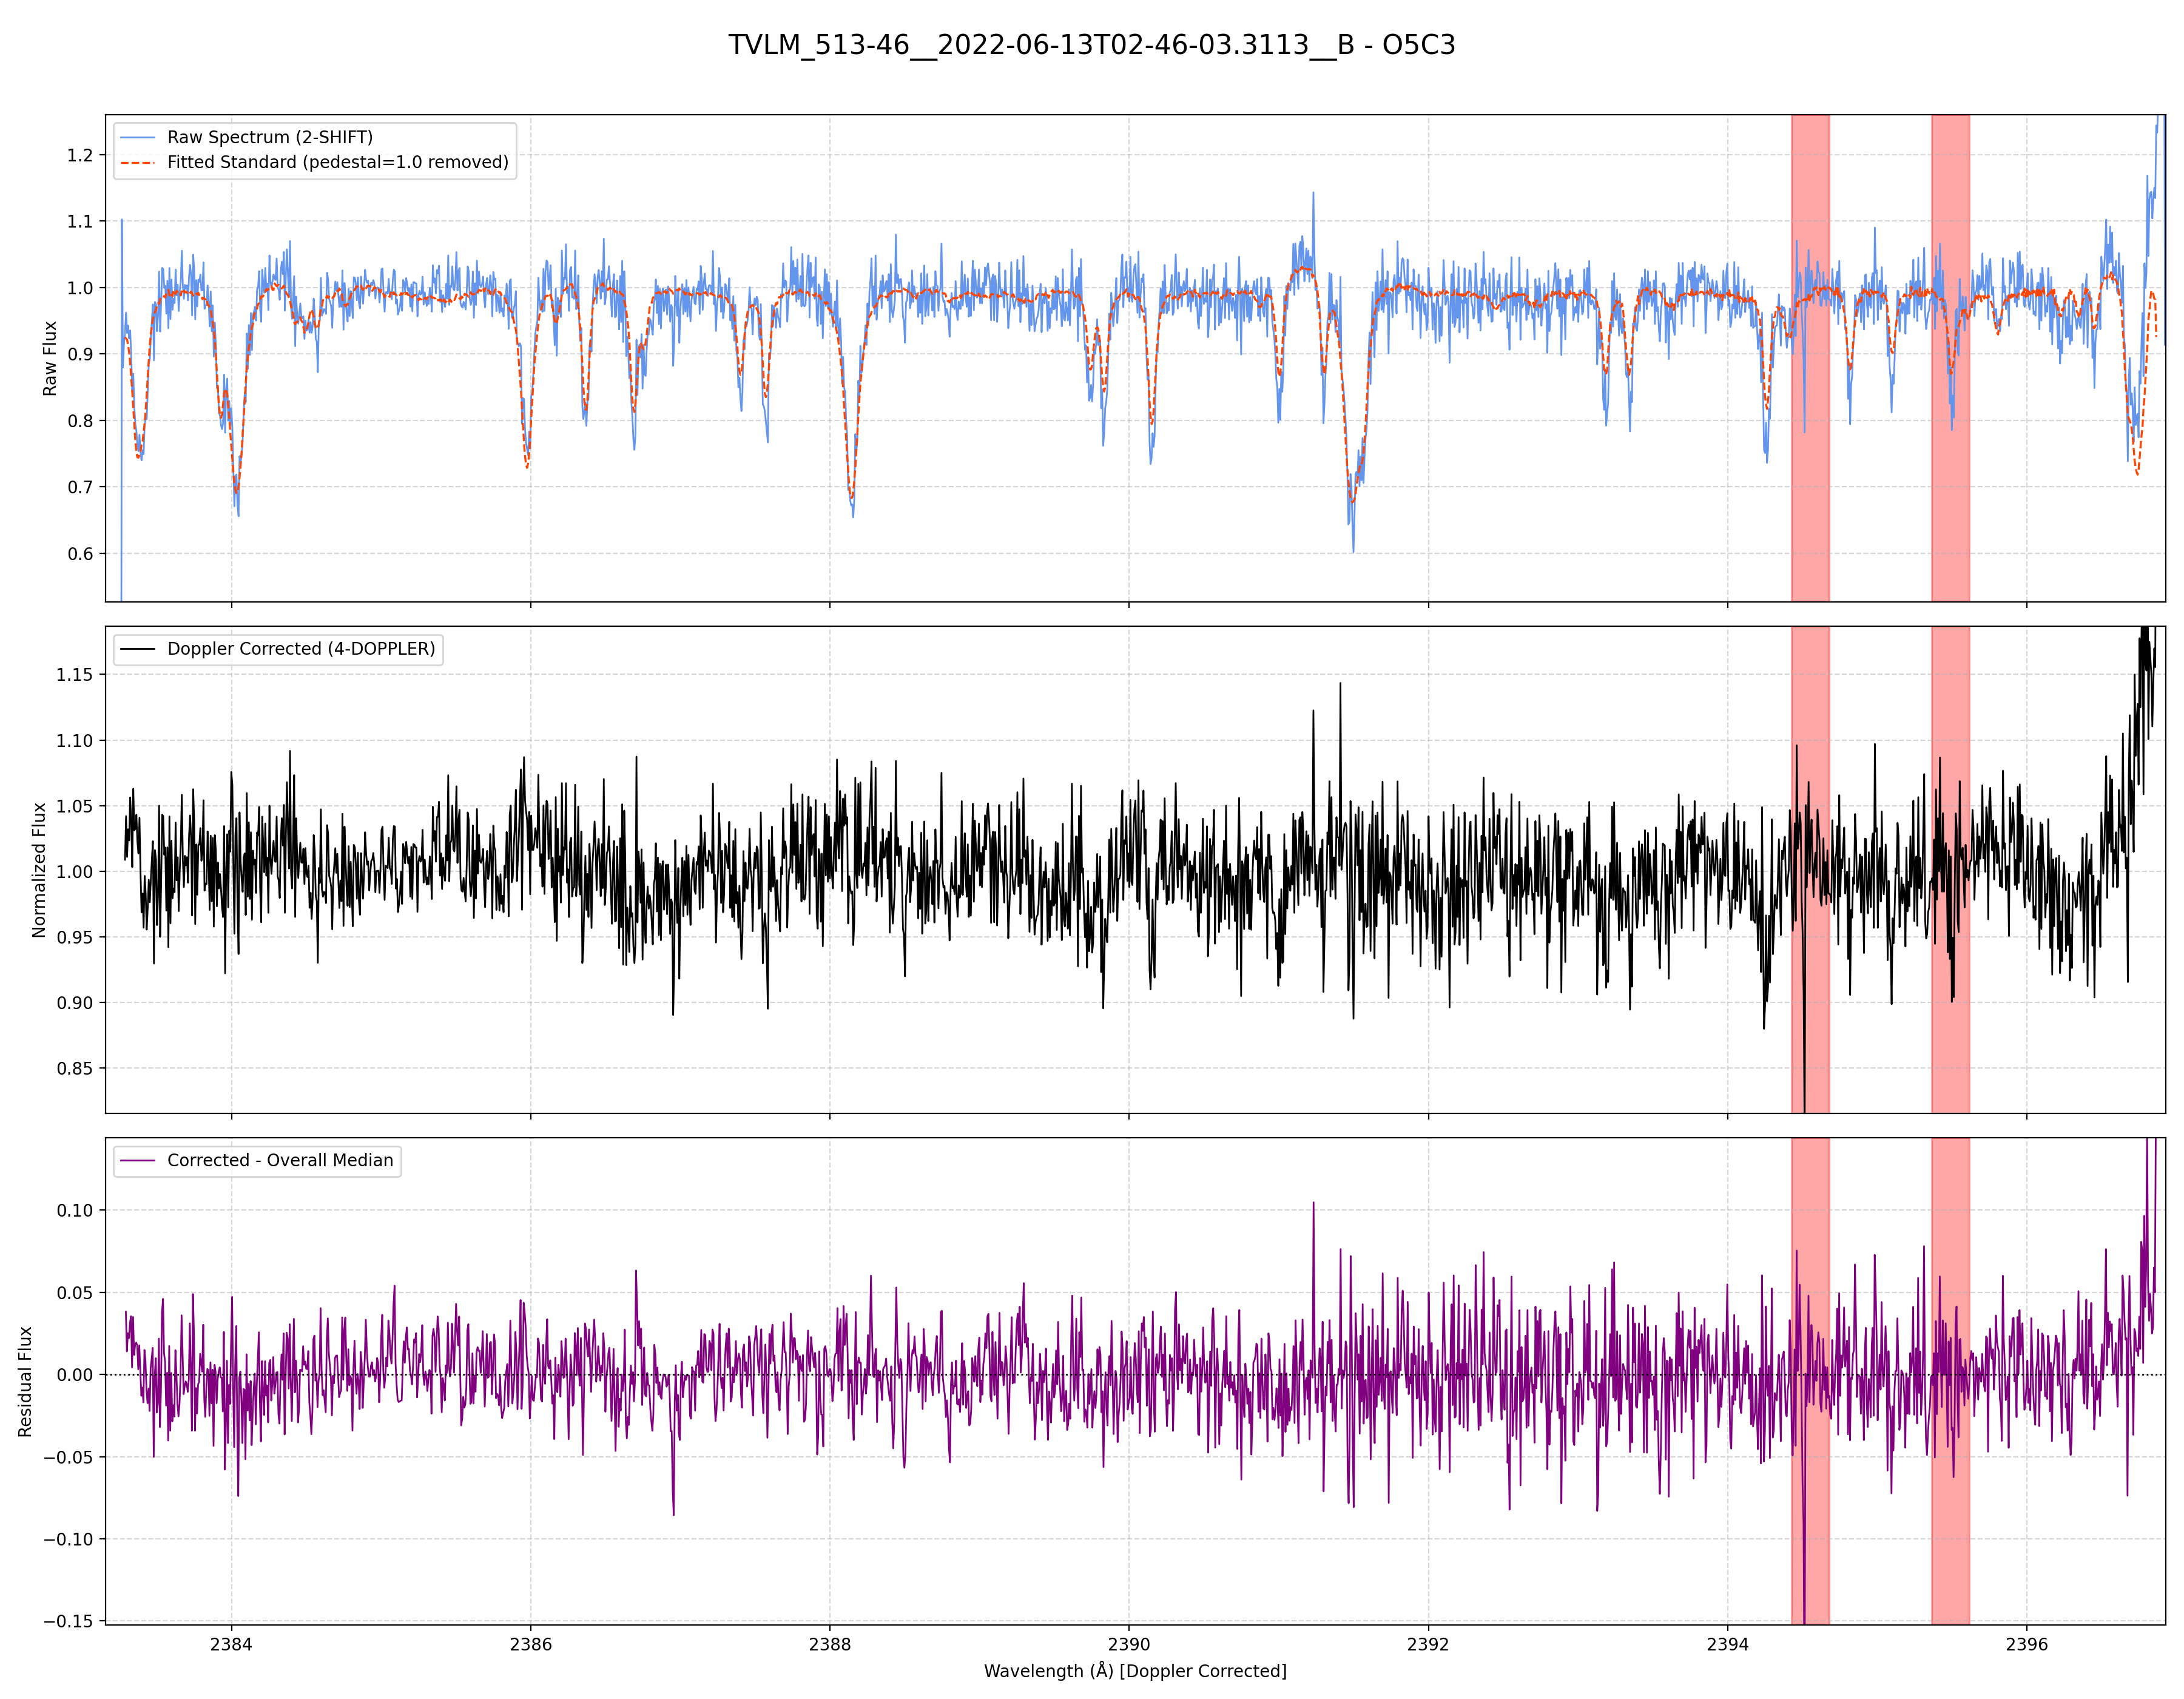 TVLM_513-46__2022-06-13T02-46-03.3113__B - O5C3
Raw Spectrum (2-SHIFT)
Fitted Standard (pedestal=1.0 removed)
1.2
1.1
1.0
0.9
0.8
0.7
0.6
Raw Flux
Doppler Corrected (4-DOPPLER)
1.15
1.10
1.05
1.00
0.95
0.90
0.85
Normalized Flux
Corrected - Overall Median
0.10
0.05
0.00
−0.05
−0.10
−0.15
Residual Flux
2384 2386 2388 2390 2392 2394 2396
Wavelength (Å) [Doppler Corrected]